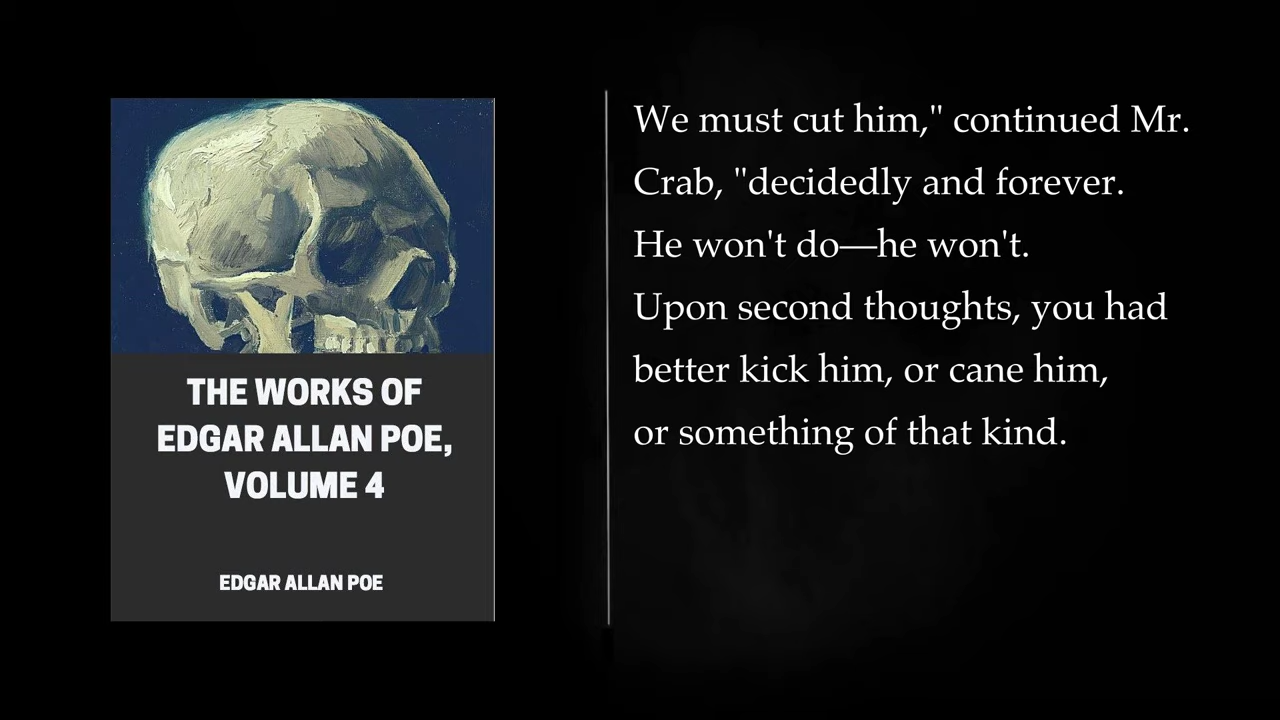 THE WORKS OF
EDGAR ALLAN POE,
VOLUME 4
EDGAR ALLAN POE
We must cut him," continued Mr.
Crab, "decidedly and forever.
He won't do—he won't.
Upon second thoughts, you had
better kick him, or cane him,
or something of that kind.